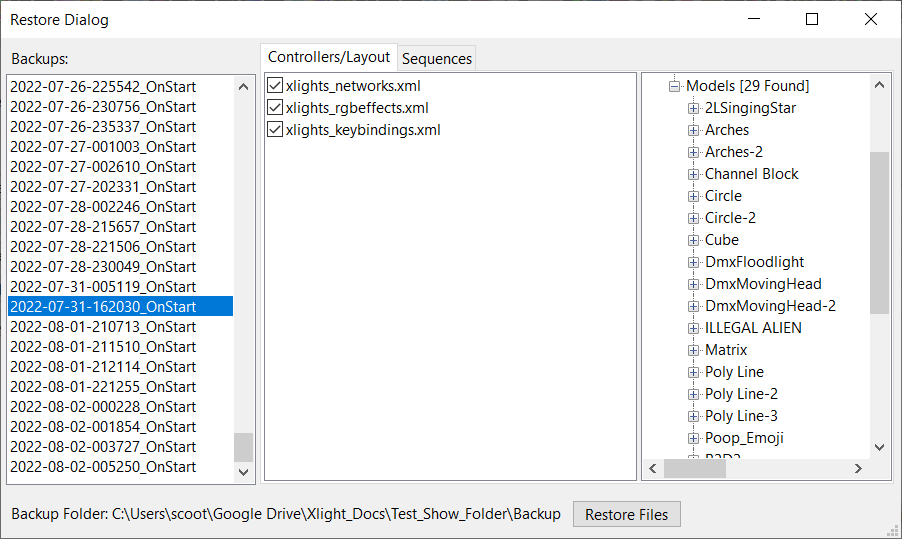 Restore Dialog
Backups:
2022-07-26-225542_OnStart
2022-07-26-230756_OnStart
2022-07-26-235337_OnStart
2022-07-27-001003_OnStart
2022-07-27-002610_OnStart
2022-07-27-202331_OnStart
2022-07-28-002246_OnStart
2022-07-28-215657_OnStart
2022-07-28-221506_OnStart
2022-07-28-230049_OnStart
2022-07-31-005119_OnStart
2022-07-31-162030_OnStart
2022-08-01-210713_OnStart
2022-08-01-211510_OnStart
2022-08-01-212114_OnStart
2022-08-01-221255_OnStart
2022-08-02-000228_OnStart
2022-08-02-001854_OnStart
2022-08-02-003727_OnStart
2022-08-02-005250_OnStart
Controllers/Layout
Sequences
xlights_networks.xml
xlights_rgbeffects.xml
xlights_keybindings.xml
Models [29 Found]
2LSingingStar
Arches
Arches-2
Channel Block
Circle
Circle-2
Cube
DmxFloodlight
DmxMovingHead
DmxMovingHead-2
ILLEGAL ALIEN
Matrix
Poly Line
Poly Line-2
Poly Line-3
Poop_Emoji
Backup Folder: C:\Users\scoot\Google Drive\Xlight_Docs\Test_Show_Folder\Backup
Restore Files